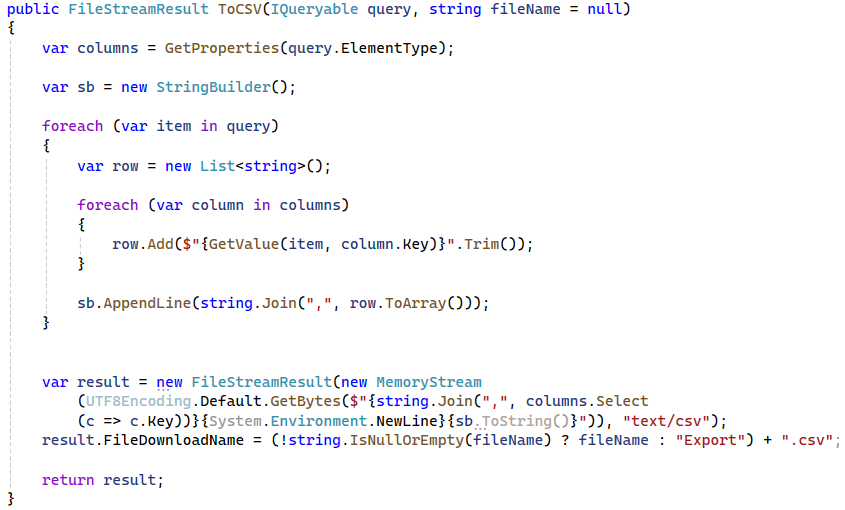 public FileStreamResult ToCSV(IQueryable query, string fileName = null)
{
    var columns = GetProperties(query.ElementType);

    var sb = new StringBuilder();

    foreach (var item in query)
    {
        var row = new List<string>();

        foreach (var column in columns)
        {
            row.Add($"{GetValue(item, column.Key)}".Trim());
        }

        sb.AppendLine(string.Join(",", row.ToArray()));
    }


    var result = new FileStreamResult(new MemoryStream
        (UTF8Encoding.Default.GetBytes($"{string.Join(",", columns.Select
        (c => c.Key))}{System.Environment.NewLine}{sb.ToString()}")), "text/csv");
    result.FileDownloadName = (!string.IsNullOrEmpty(fileName) ? fileName : "Export") + ".csv";

    return result;
}